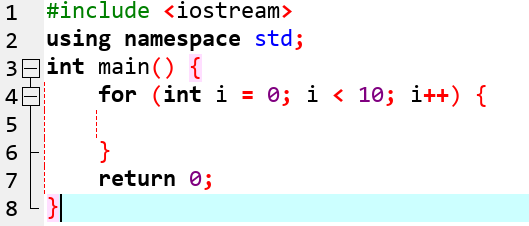 1 #include <iostream>
2 using namespace std;
3 int main() {
4     for (int i = 0; i < 10; i++) {
5
6     }
7     return 0;
8 }